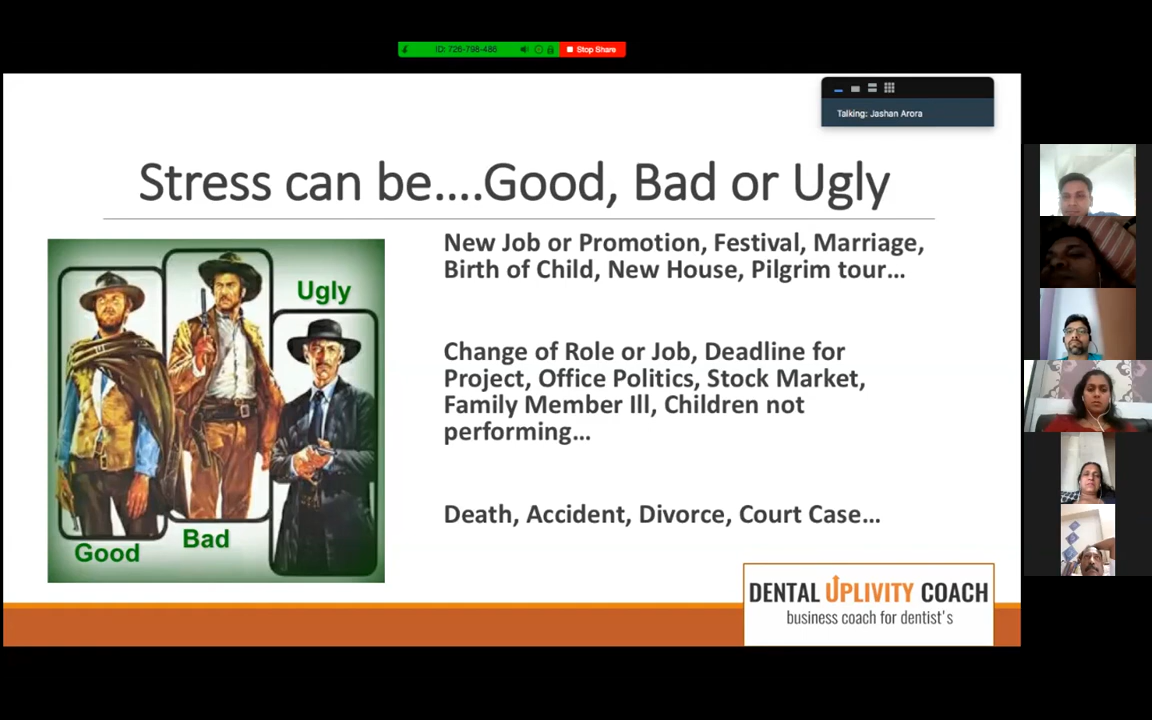 ID: 726-798-486
Stop Share
Talking: Jashan Arora
Stress can be....Good, Bad or Ugly
New Job or Promotion, Festival, Marriage,
Birth of Child, New House, Pilgrim tour...
Ugly
Change of Role or Job, Deadline for
Project, Office Politics, Stock Market,
Family Member Ill, Children not
performing...
Death, Accident, Divorce, Court Case...
Bad
Good
DENTAL UPLIVITY COACH
business coach for dentist's